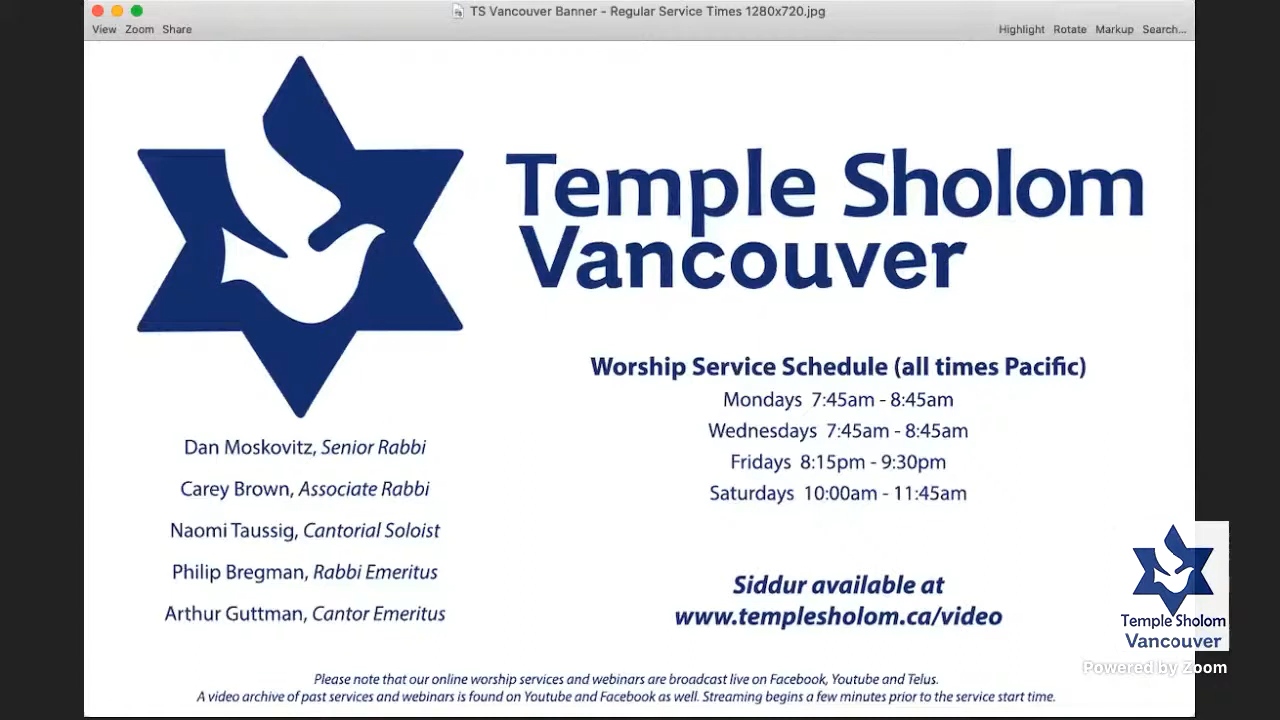 TS Vancouver Banner - Regular Service Times 1280x720.jpg
View Zoom Share
Highlight Rotate Markup Search...
Temple Sholom
Vancouver
Worship Service Schedule (all times Pacific)
Mondays 7:45am - 8:45am
Wednesdays 7:45am - 8:45am
Fridays 8:15pm - 9:30pm
Saturdays 10:00am - 11:45am
Dan Moskovitz, Senior Rabbi
Carey Brown, Associate Rabbi
Naomi Taussig, Cantorial Soloist
Philip Bregman, Rabbi Emeritus
Arthur Guttman, Cantor Emeritus
Siddur available at
www.templesholom.ca/video
Temple Sholom
Vancouver
Powered by Zoom
Please note that our online worship services and webinars are broadcast live on Facebook, Youtube and Telus.
A video archive of past services and webinars is found on Youtube and Facebook as well. Streaming begins a few minutes prior to the service start time.